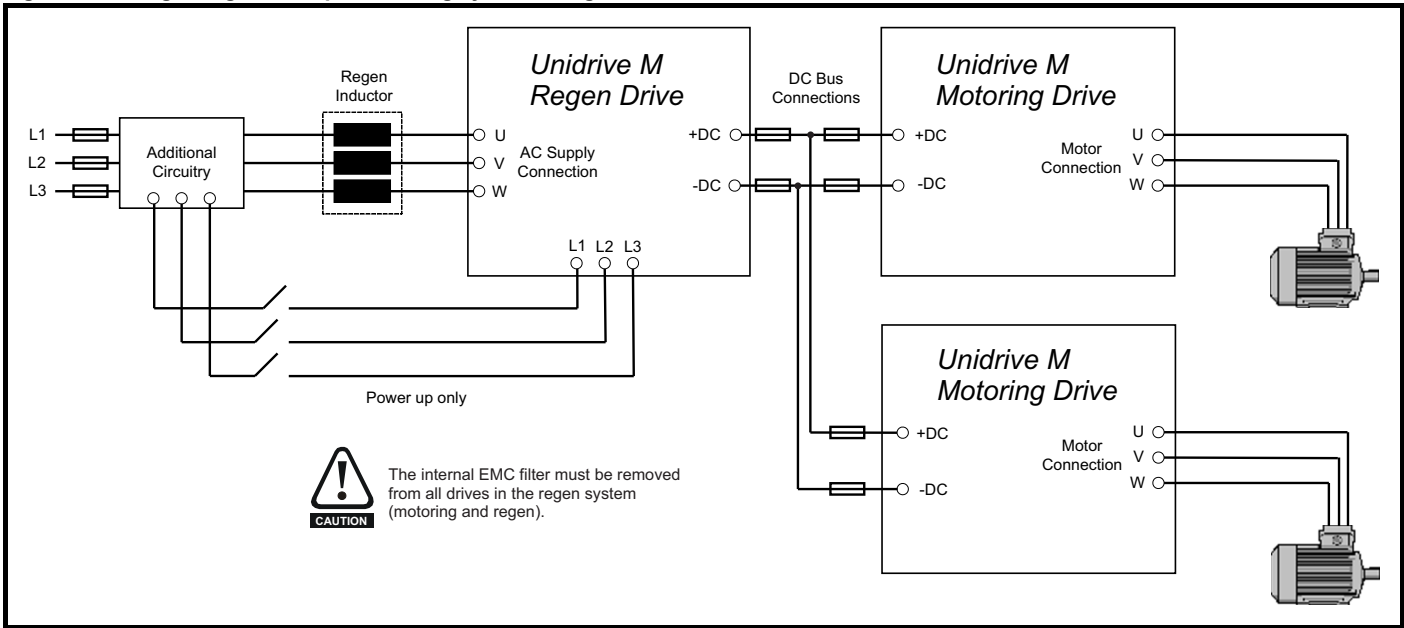 Unidrive M
Regen Drive
Regen
Inductor
L1
L2
L3
Additional
Circuitry
U
V
W
AC Supply
Connection
+DC
-DC
L1 L2 L3
Power up only
DC Bus
Connections
Unidrive M
Motoring Drive
+DC
-DC
Motor
Connection
U
V
W
Unidrive M
Motoring Drive
+DC
-DC
Motor
Connection
U
V
W
CAUTION
The internal EMC filter must be removed
from all drives in the regen system
(motoring and regen).